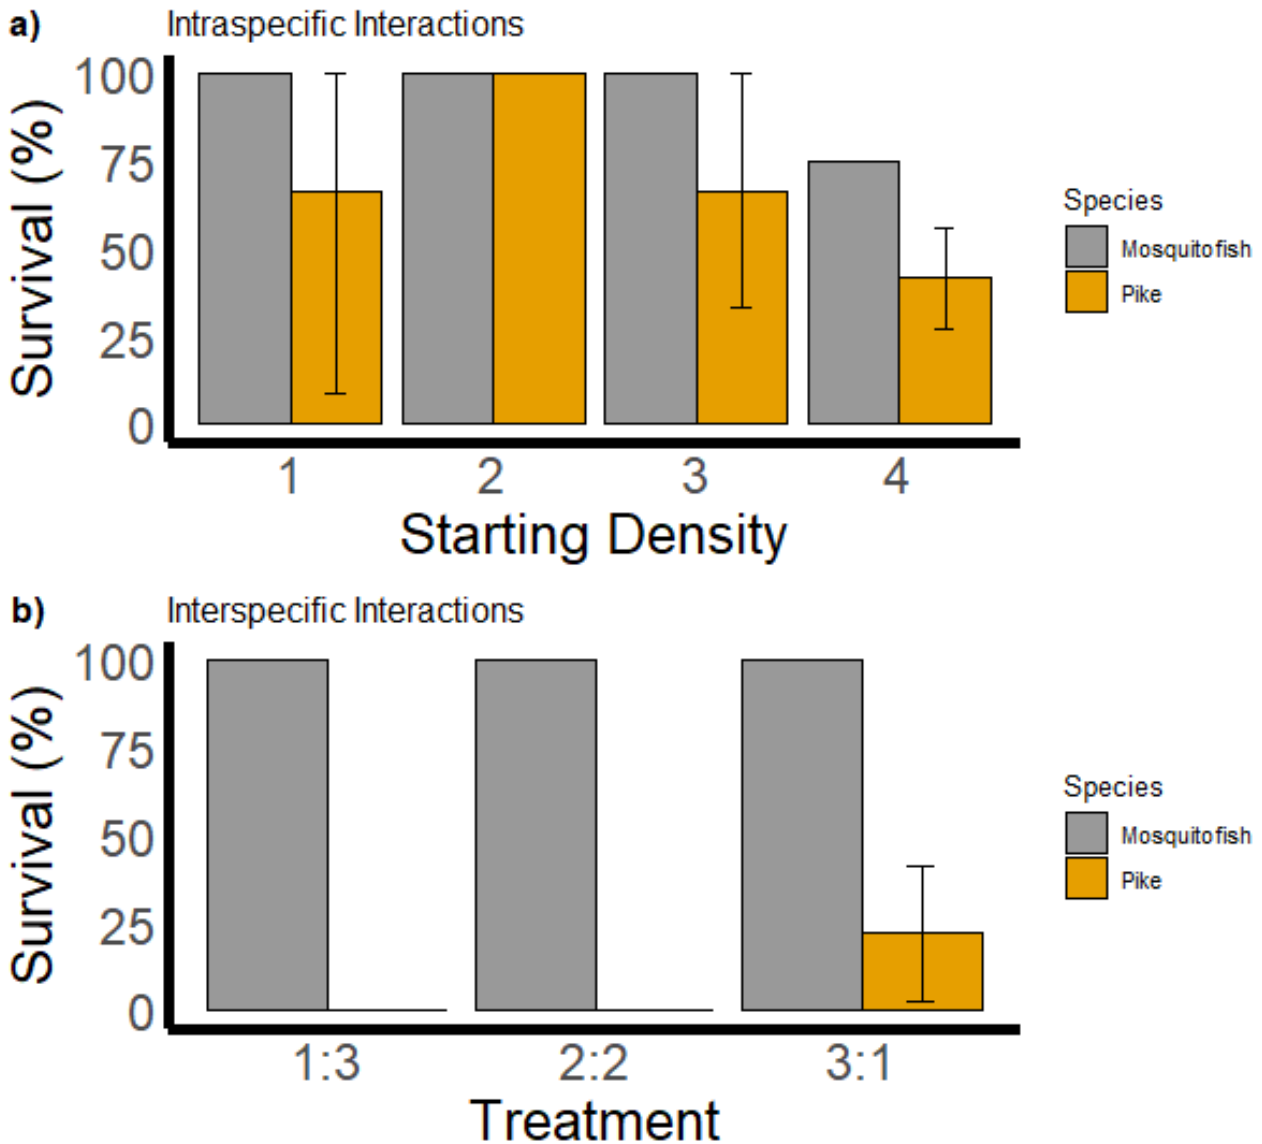 a) Intraspecific Interactions
Survival (%)
100
75
50
25
0
1 2 3 4
Starting Density
Species
Mosquitofish
Pike
b) Interspecific Interactions
Survival (%)
100
75
50
25
0
1:3 2:2 3:1
Treatment
Species
Mosquitofish
Pike